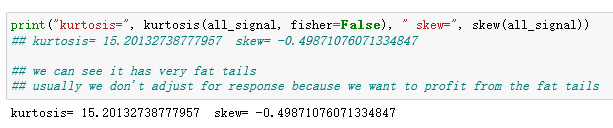 print("kurtosis=", kurtosis(all_signal, fisher=False), " skew=", skew(all_signal))
## kurtosis= 15.20132738777957  skew= -0.49871076071334847
## we can see it has very fat tails
## usually we don't adjust for response because we want to profit from the fat tails
kurtosis= 15.20132738777957  skew= -0.49871076071334847